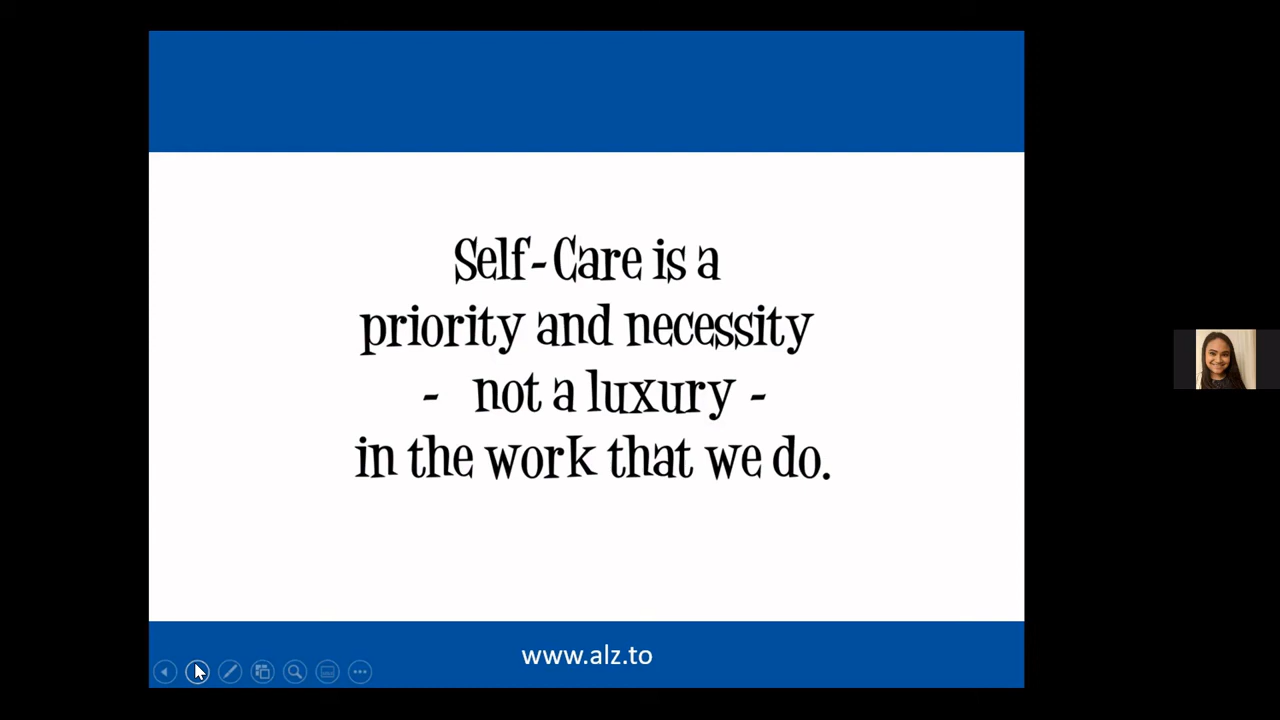 Self-Care is a
priority and necessity
- not a luxury -
in the work that we do.
www.alz.to